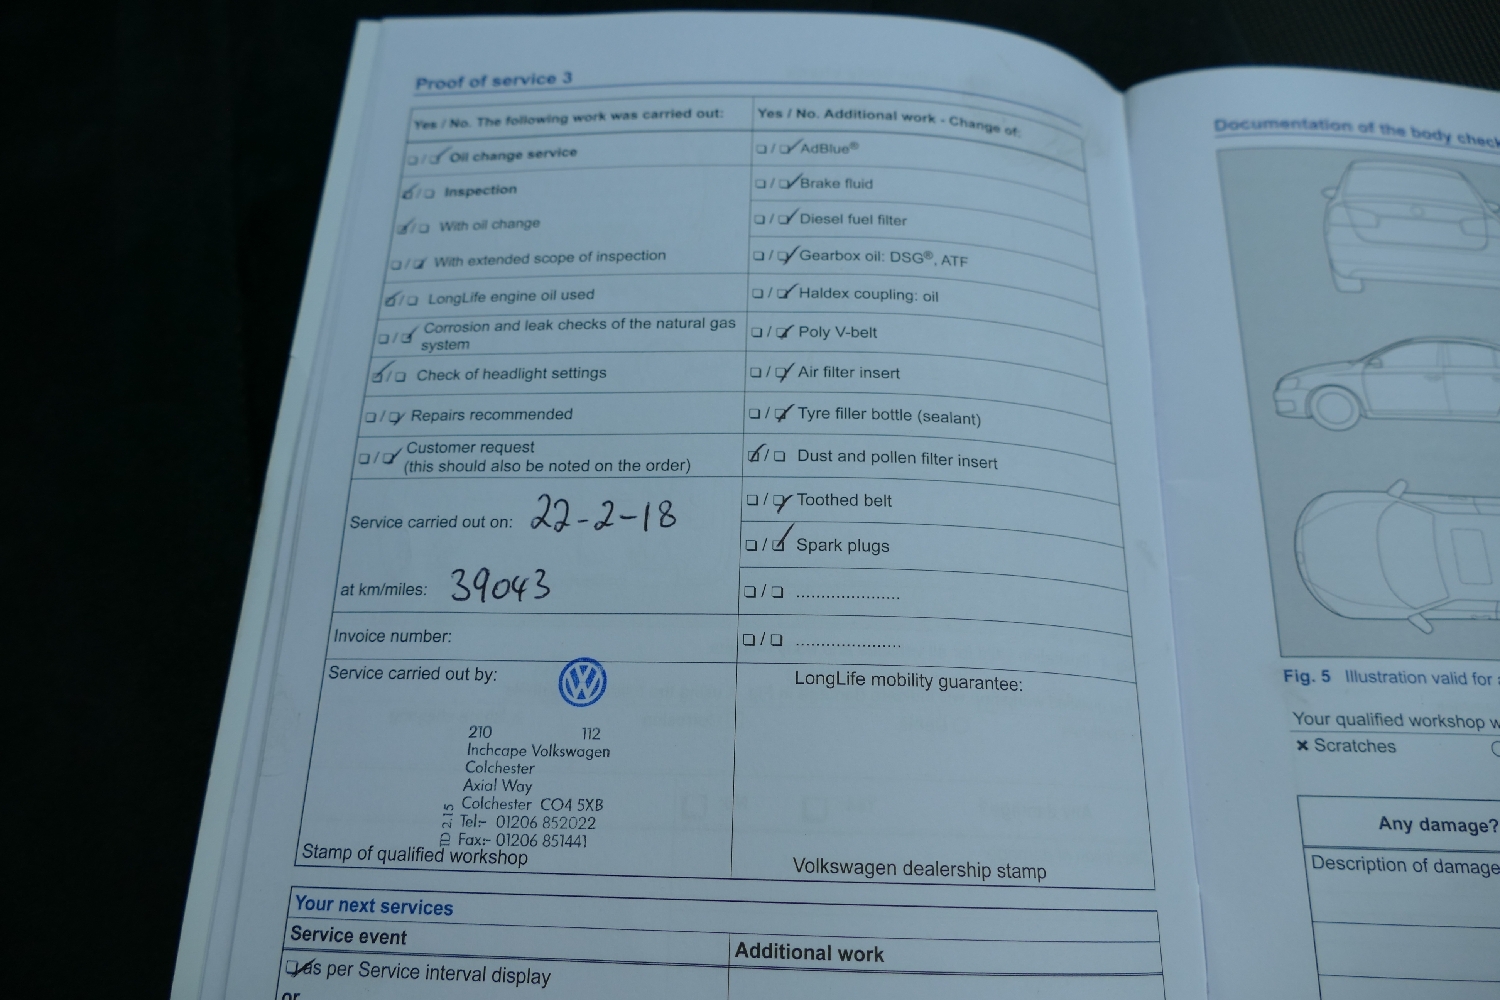 Proof of service 3
Yes / No. The following work was carried out:
❏/❏ Oil change service
❏/❏ Inspection
❏/❏ With oil change
❏/❏ With extended scope of inspection
❏/❏ LongLife engine oil used
❏/❏ Corrosion and leak checks of the natural gas
system
❏/❏ Check of headlight settings
❏/❏ Repairs recommended
❏/❏ Customer request
(this should also be noted on the order)
Service carried out on: 22-2-18
at km/miles: 39043
Invoice number:
Service carried out by:
VW
210 112
Inchcape Volkswagen
Colchester
Axial Way
Colchester CO4 5XB
Tel:- 01206 852022
Fax:- 01206 851441
ID 2.15
Stamp of qualified workshop
Yes / No. Additional work - Change of:
❏/❏ AdBlue®
❏/❏ Brake fluid
❏/❏ Diesel fuel filter
❏/❏ Gearbox oil: DSG®, ATF
❏/❏ Haldex coupling: oil
❏/❏ Poly V-belt
❏/❏ Air filter insert
❏/❏ Tyre filler bottle (sealant)
❏/❏ Dust and pollen filter insert
❏/❏ Toothed belt
❏/❏ Spark plugs
❏/❏ .....................
❏/❏ .....................
LongLife mobility guarantee:
Volkswagen dealership stamp
Your next services
Service event
Additional work
❏ as per Service interval display
or
Documentation of the body check
Fig. 5 Illustration valid for
Your qualified workshop
× Scratches
Any damage?
Description of damage